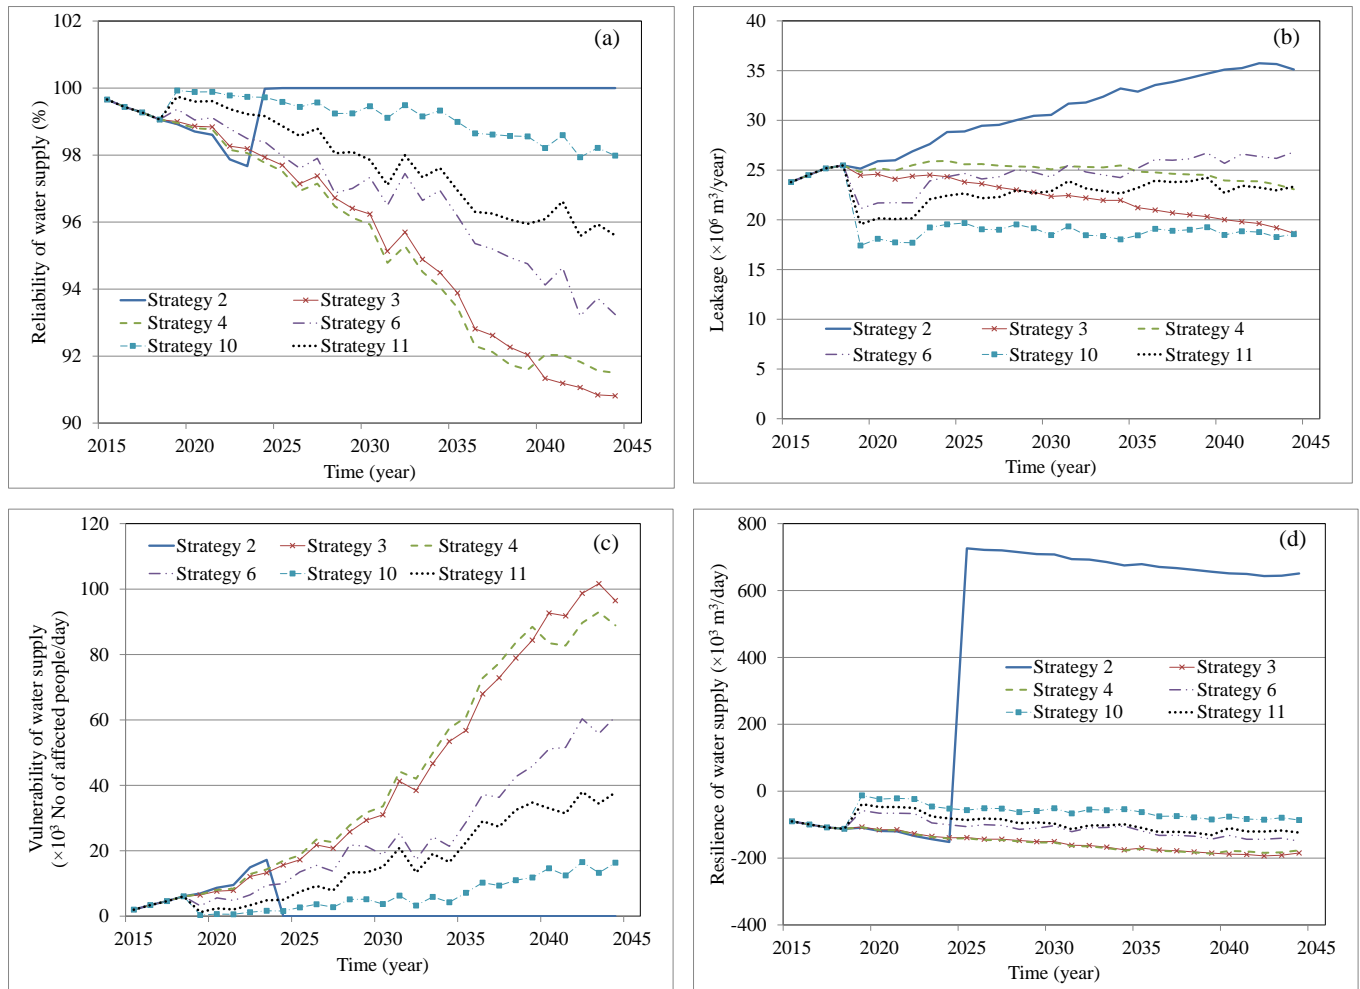 (a)
Reliability of water supply (%)
102
100
98
96
94
92
90
Strategy 2
Strategy 3
Strategy 4
Strategy 6
Strategy 10
Strategy 11
2015
2020
2025
2030
2035
2040
2045
Time (year)
(b)
Leakage (×10⁶ m³/year)
40
35
30
25
20
15
10
5
0
Strategy 2
Strategy 3
Strategy 4
Strategy 6
Strategy 10
Strategy 11
2015
2020
2025
2030
2035
2040
2045
Time (year)
(c)
Vulnerability of water supply
(×10³ No of affected people/day)
120
100
80
60
40
20
0
Strategy 2
Strategy 3
Strategy 4
Strategy 6
Strategy 10
Strategy 11
2015
2020
2025
2030
2035
2040
2045
Time (year)
(d)
Resilience of water supply (×10³ m³/day)
800
600
400
200
0
-200
-400
Strategy 2
Strategy 3
Strategy 4
Strategy 6
Strategy 10
Strategy 11
2015
2020
2025
2030
2035
2040
2045
Time (year)